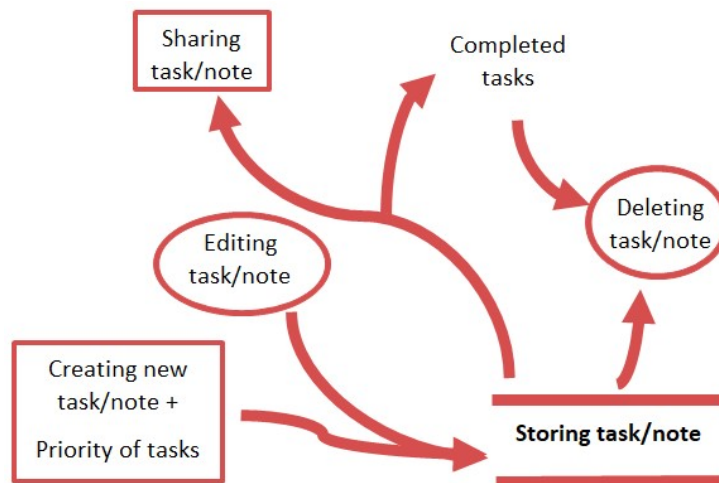 Sharing
task/note
Completed
tasks
Editing
task/note
Deleting
task/note
Creating new
task/note +
Priority of tasks
Storing task/note